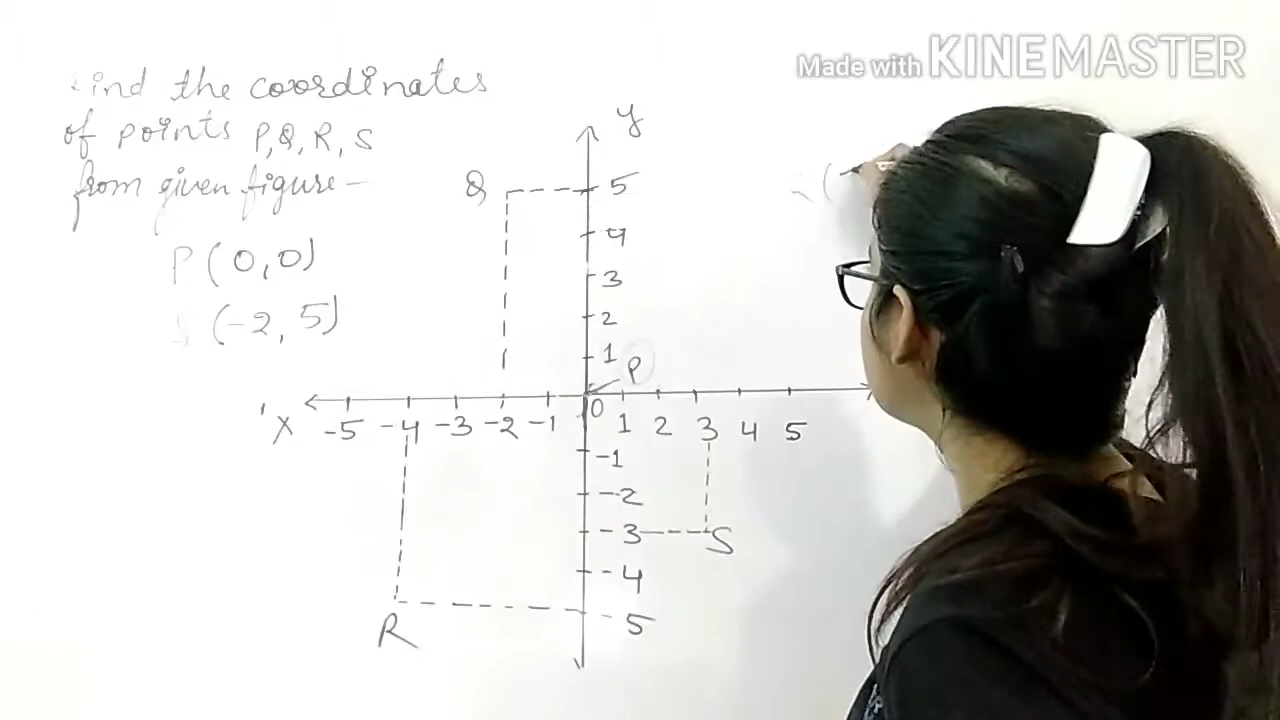 Find the coordinates
of points P, Q, R, S
from given figure –
P (0,0)
(-2, 5)
Made with KINEMASTER
y
Q
5
4
3
2
1
P
'X
-5 -4 -3 -2 -1 0 1 2 3 4 5
-1
-2
-3
S
-4
-5
R